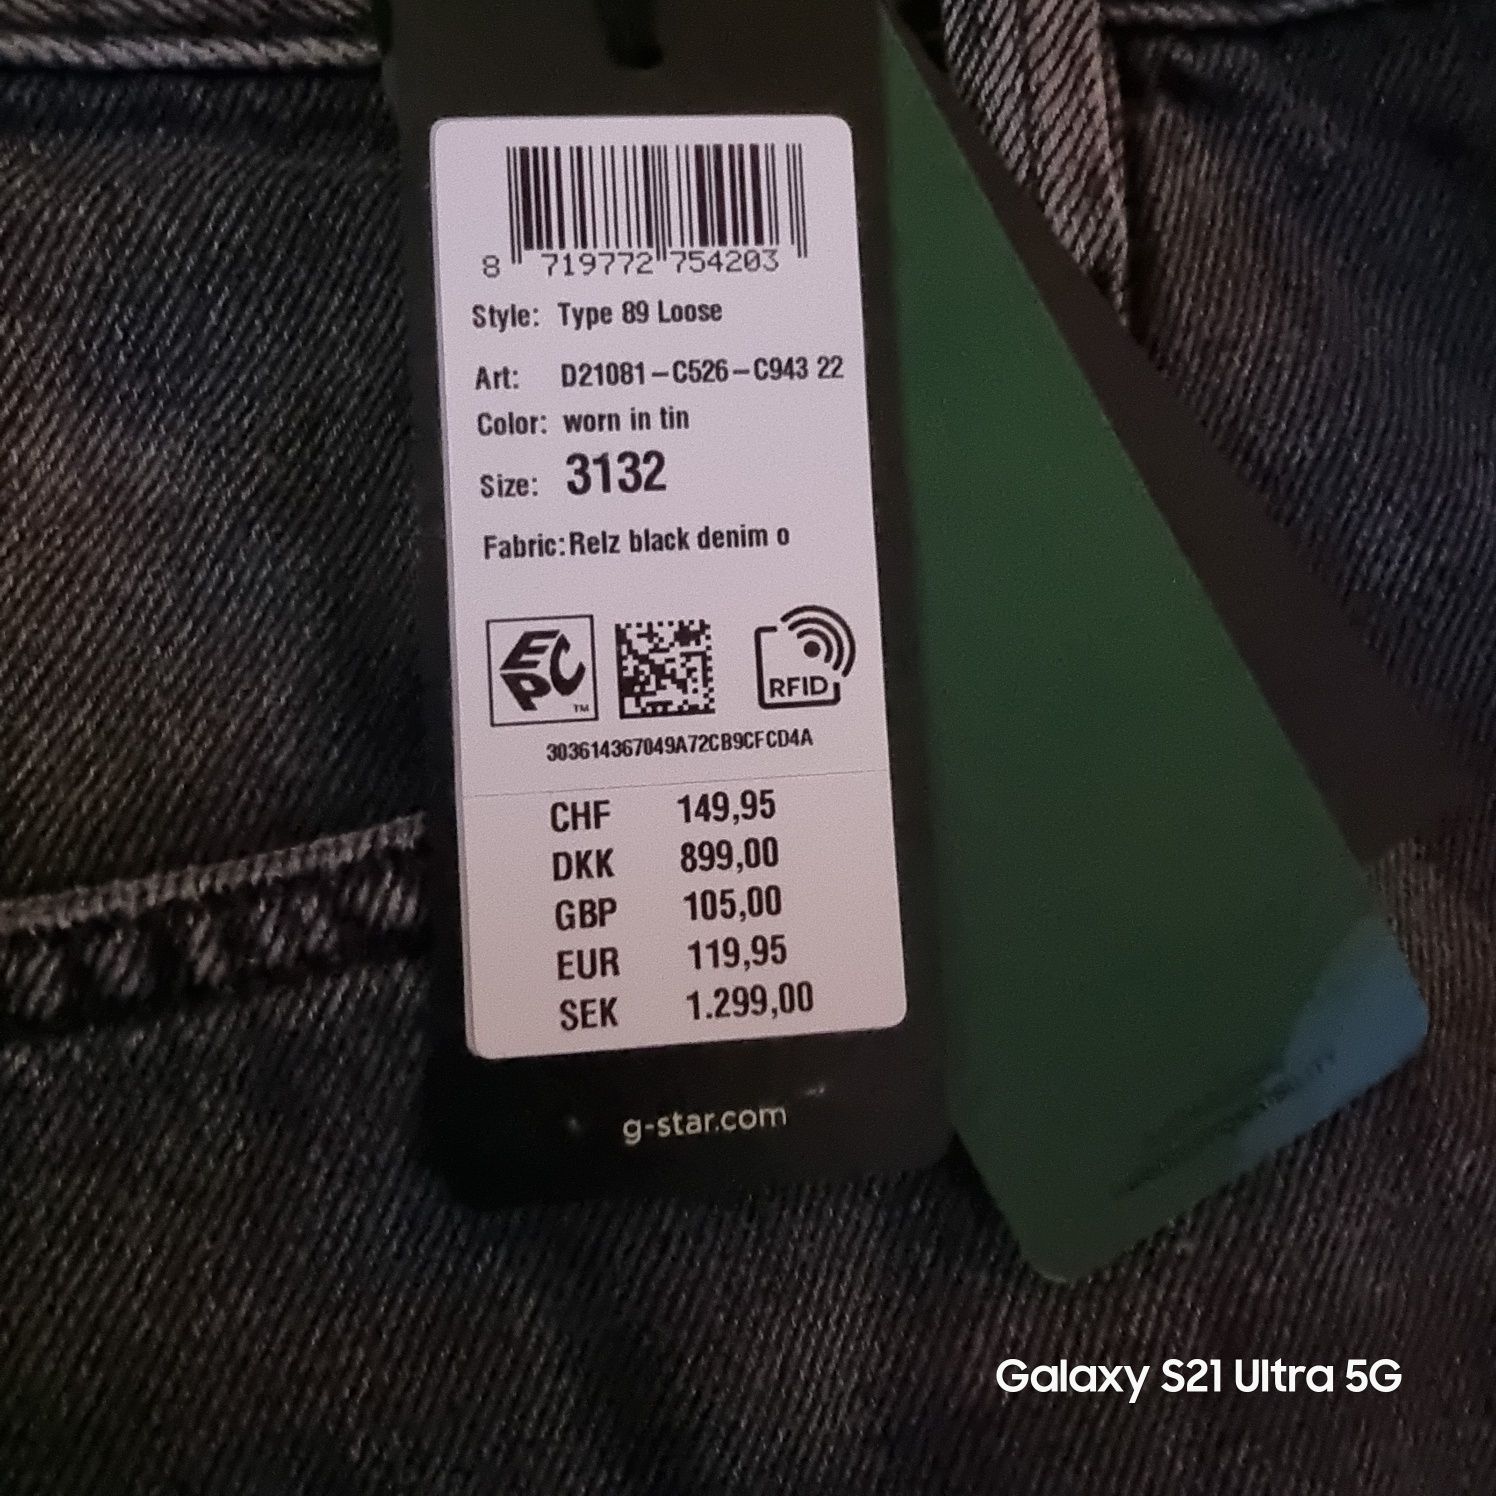 8 719772 754203
Style: Type 89 Loose
Art: D21081-C526-C943 22
Color: worn in tin
Size: 3132
Fabric: Relz black denim o
EPC TM
RFID
303614367049A72CB9CFCD4A
CHF 149,95
DKK 899,00
GBP 105,00
EUR 119,95
SEK 1.299,00
g-star.com
Galaxy S21 Ultra 5G